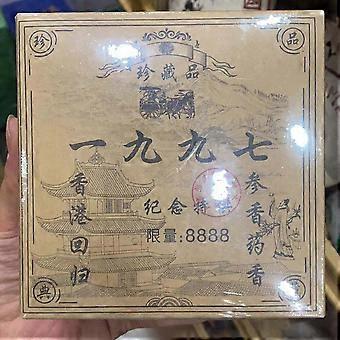 珍 品
珍藏品
一九九七
香港回归
纪念特
参香药香
限量:8888
典